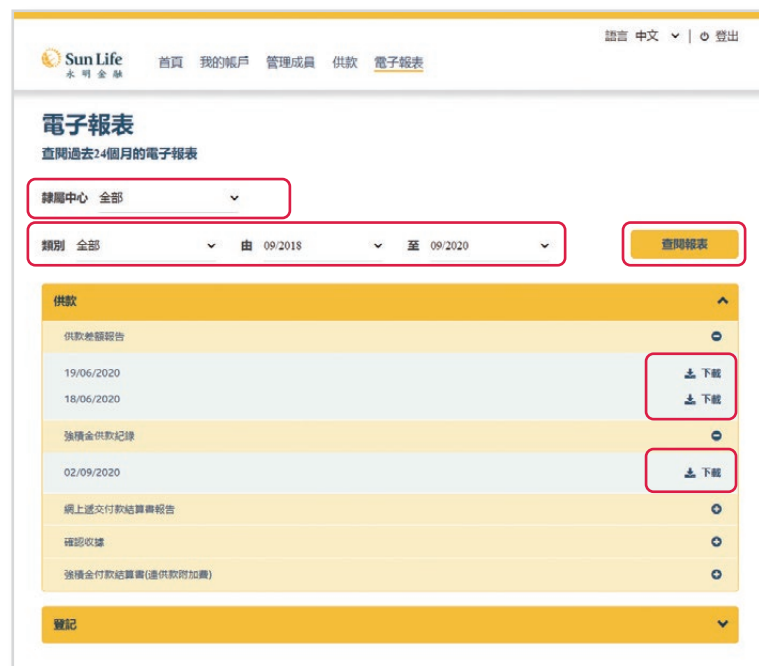 語言 中文 | 登出
Sun Life
永明金融
首頁 我的帳戶 管理成員 供款 電子報表
電子報表
查閱過去24個月的電子報表
隸屬中心 全部
類別 全部 由 09/2018 至 09/2020 查閱報表
供款
供款差額報告
19/06/2020 下載
18/06/2020 下載
強積金供款紀錄
02/09/2020 下載
網上遞交付款結算書報告
確認收據
強積金付款結算書(連供款附加費)
登記